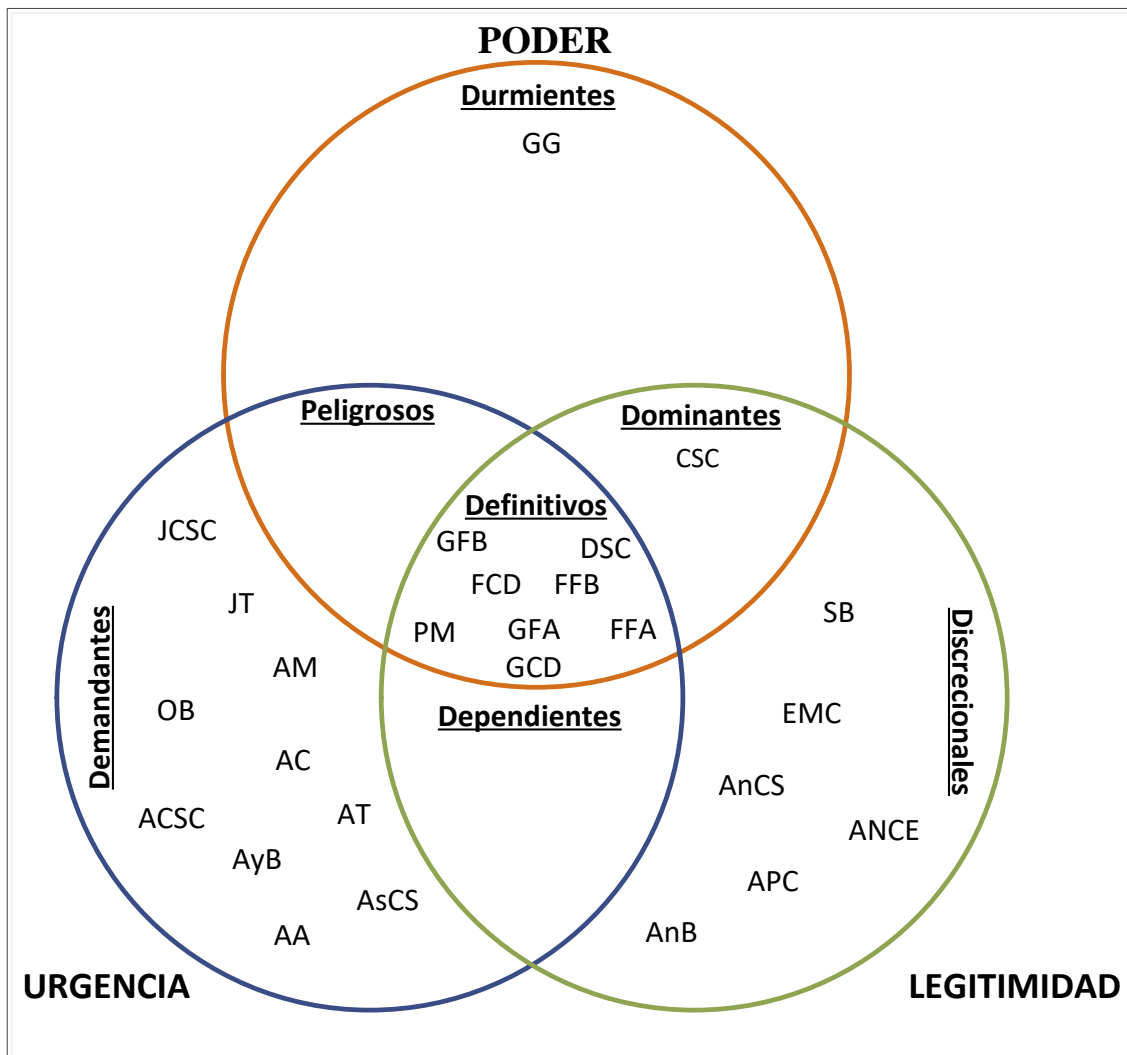 PODER
Durmientes
GG
Peligrosos
Dominantes
CSC
Definitivos
GFB
DSC
FCD
FFB
PM
GFA
FFA
GCD
Dependientes
JCSC
JT
AM
Demandantes
OB
AC
ACSC
AT
AyB
AsCS
AA
SB
Discrecionales
EMC
AnCS
ANCE
APC
AnB
URGENCIA
LEGITIMIDAD